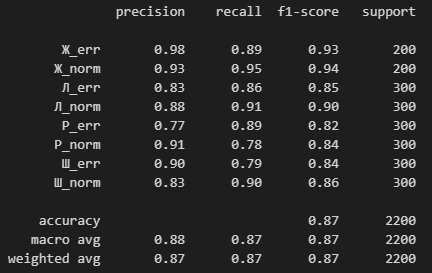 precision recall f1-score support
Ж_err 0.98 0.89 0.93 200
Ж_norm 0.93 0.95 0.94 200
Л_err 0.83 0.86 0.85 300
Л_norm 0.88 0.91 0.90 300
Р_err 0.77 0.89 0.82 300
Р_norm 0.91 0.78 0.84 300
Ш_err 0.90 0.79 0.84 300
Ш_norm 0.83 0.90 0.86 300
accuracy 0.87 2200
macro avg 0.88 0.87 0.87 2200
weighted avg 0.87 0.87 0.87 2200